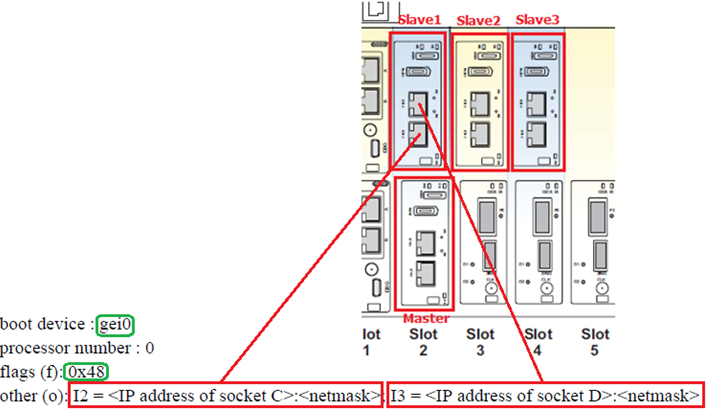 Slave1 Slave2 Slave3
Master
lot Slot Slot Slot Slot
1 2 3 4 5
boot device : gei0
processor number : 0
flags (f): 0x48
other (o): I2 = <IP address of socket C>:<netmask>; I3 = <IP address of socket D>:<netmask>